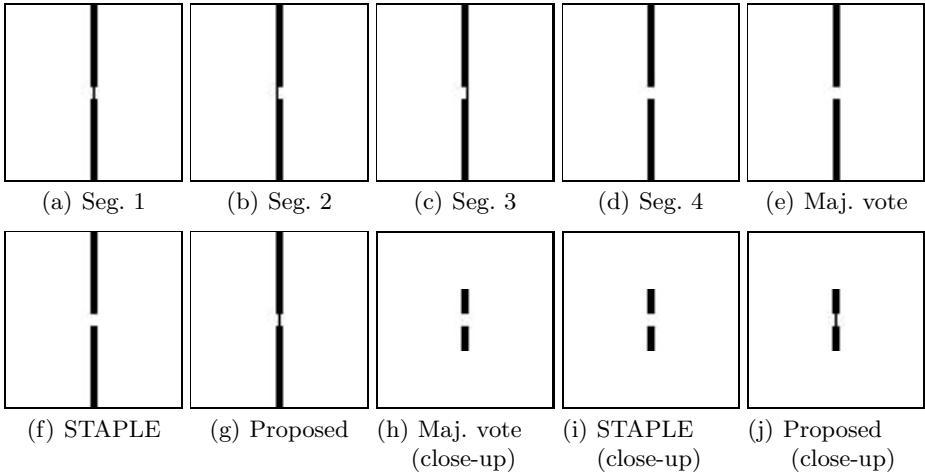 (a) Seg. 1
(b) Seg. 2
(c) Seg. 3
(d) Seg. 4
(e) Maj. vote
(f) STAPLE
(g) Proposed
(h) Maj. vote
(close-up)
(i) STAPLE
(close-up)
(j) Proposed
(close-up)